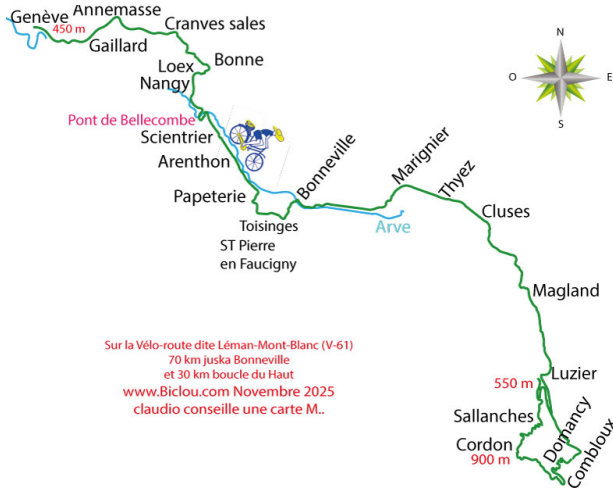 Genève
450 m
Annemasse
Gaillard
Cranves sales
Bonne
Loex
Nangy
Pont de Bellecombe
Scientrier
Arenthon
Papeterie
Toisinges
ST Pierre
en Faucigny
Bonneville
Arve
Marignier
Thyez
Cluses
Magland
Luzier
550 m
Sallanches
Cordon
900 m
Domancy
Combloux
N
O
E
S
Sur la Vélo-route dite Léman-Mont-Blanc (V-61)
70 km juska Bonneville
et 30 km boucle du Haut
www.Biclou.com Novembre 2025
claudio conseille une carte M..